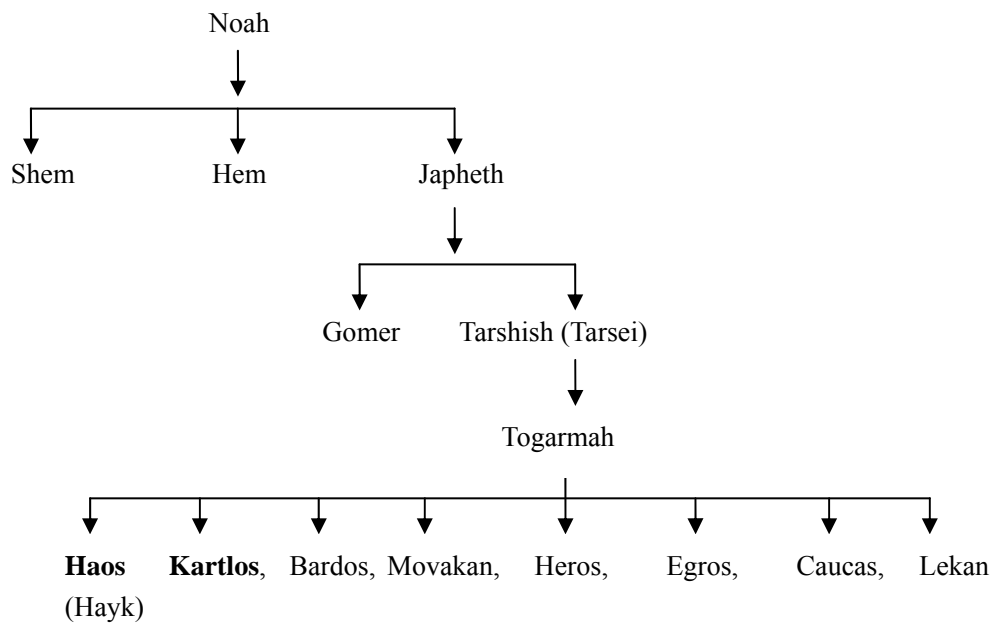 Noah
Shem Hem Japheth
Gomer Tarshish (Tarsei)
Togarmah
Haos Kartlos, Bardos, Movakan, Heros, Egros, Caucas, Lekan
(Hayk)